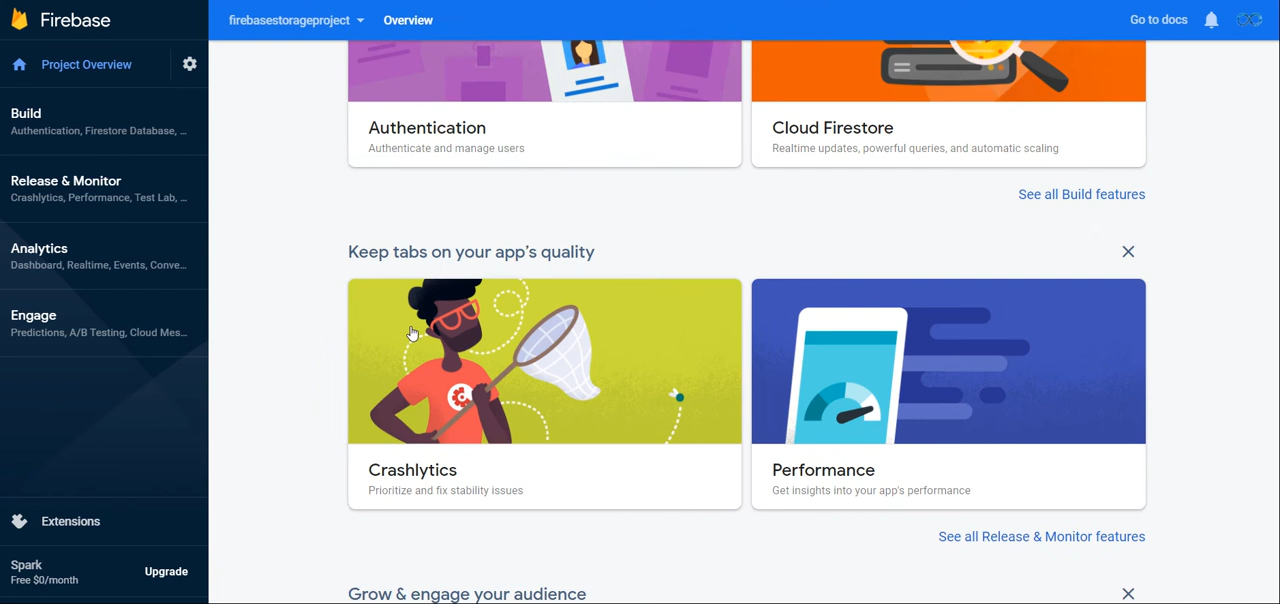 Firebase
firebasestorageproject
Overview
Go to docs
Project Overview
Build
Authentication, Firestore Database, ...
Release & Monitor
Crashlytics, Performance, Test Lab, ...
Analytics
Dashboard, Realtime, Events, Conve...
Engage
Predictions, A/B Testing, Cloud Mes...
Extensions
Spark
Free $0/month
Upgrade
Authentication
Authenticate and manage users
Cloud Firestore
Realtime updates, powerful queries, and automatic scaling
See all Build features
Keep tabs on your app's quality
Crashlytics
Prioritize and fix stability issues
Performance
Get insights into your app's performance
See all Release & Monitor features
Grow & engage your audience